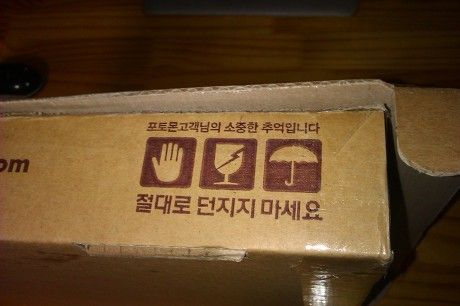 포토몬고객님의 소중한 추억입니다
om
절대로 던지지 마세요